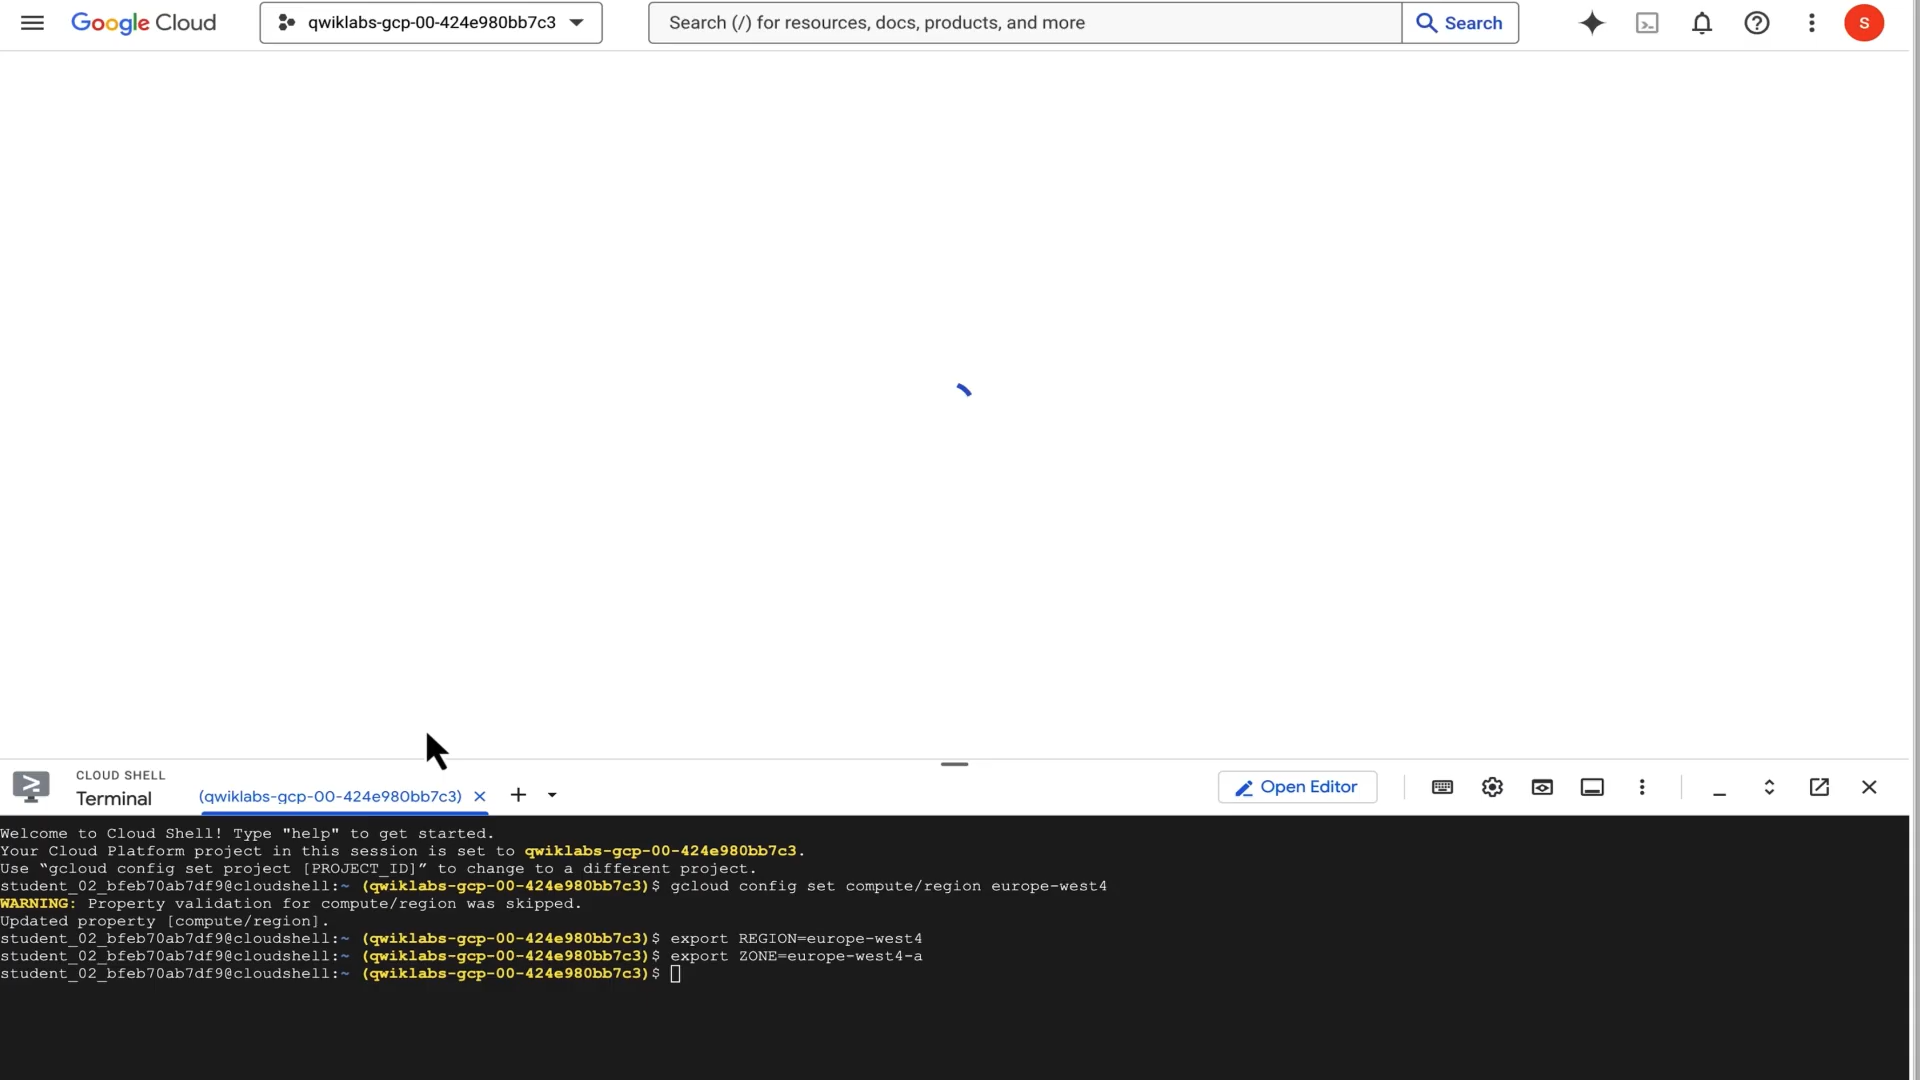 Google Cloud
qwiklabs-gcp-00-424e980bb7c3
Search (/) for resources, docs, products, and more
Search
S
CLOUD SHELL
Terminal
(qwiklabs-gcp-00-424e980bb7c3)
Open Editor
Welcome to Cloud Shell! Type "help" to get started.
Your Cloud Platform project in this session is set to qwiklabs-gcp-00-424e980bb7c3.
Use “gcloud config set project [PROJECT_ID]” to change to a different project.
student_02_bfeb70ab7df9@cloudshell:~ (qwiklabs-gcp-00-424e980bb7c3)$ gcloud config set compute/region europe-west4
WARNING: Property validation for compute/region was skipped.
Updated property [compute/region].
student_02_bfeb70ab7df9@cloudshell:~ (qwiklabs-gcp-00-424e980bb7c3)$ export REGION=europe-west4
student_02_bfeb70ab7df9@cloudshell:~ (qwiklabs-gcp-00-424e980bb7c3)$ export ZONE=europe-west4-a
student_02_bfeb70ab7df9@cloudshell:~ (qwiklabs-gcp-00-424e980bb7c3)$